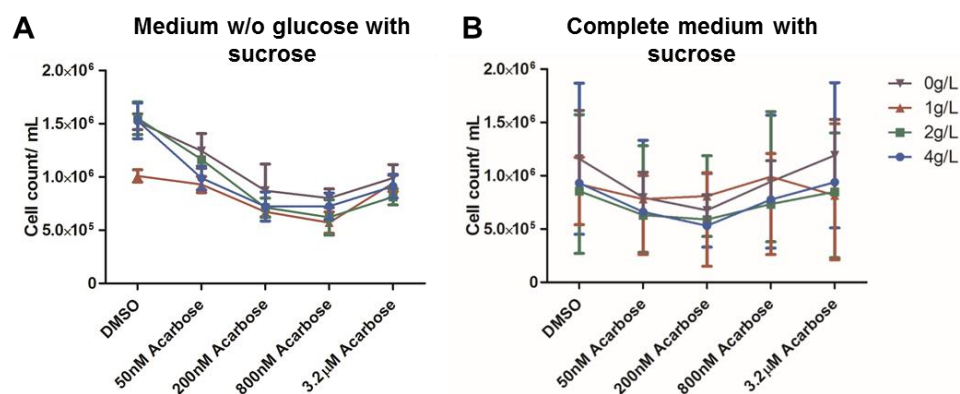 A
Medium w/o glucose with
sucrose
2.0×10⁶
1.5×10⁶
1.0×10⁶
5.0×10⁵
0
Cell count/ mL
DMSO
50nM Acarbose
200nM Acarbose
800nM Acarbose
3.2µM Acarbose
B
Complete medium with
sucrose
2.0×10⁶
1.5×10⁶
1.0×10⁶
5.0×10⁵
0
Cell count/ mL
DMSO
50nM Acarbose
200nM Acarbose
800nM Acarbose
3.2µM Acarbose
0g/L
1g/L
2g/L
4g/L